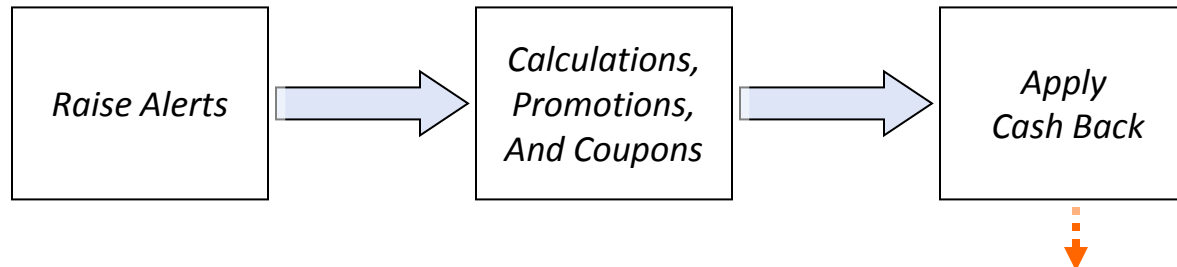 Raise Alerts
Calculations,
Promotions,
And Coupons
Apply
Cash Back